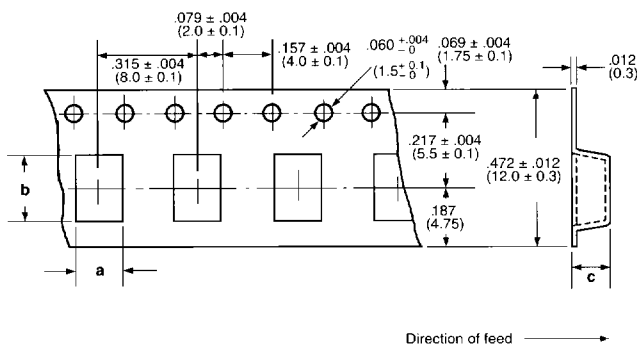 .079 ± .004
(2.0 ± 0.1)
.315 ± .004
(8.0 ± 0.1)
.157 ± .004
(4.0 ± 0.1)
.060 +.004 −0
(1.5 +0.1 −0)
.069 ± .004
(1.75 ± 0.1)
.012
(0.3)
.217 ± .004
(5.5 ± 0.1)
.472 ± .012
(12.0 ± 0.3)
.187
(4.75)
b
a
c
Direction of feed